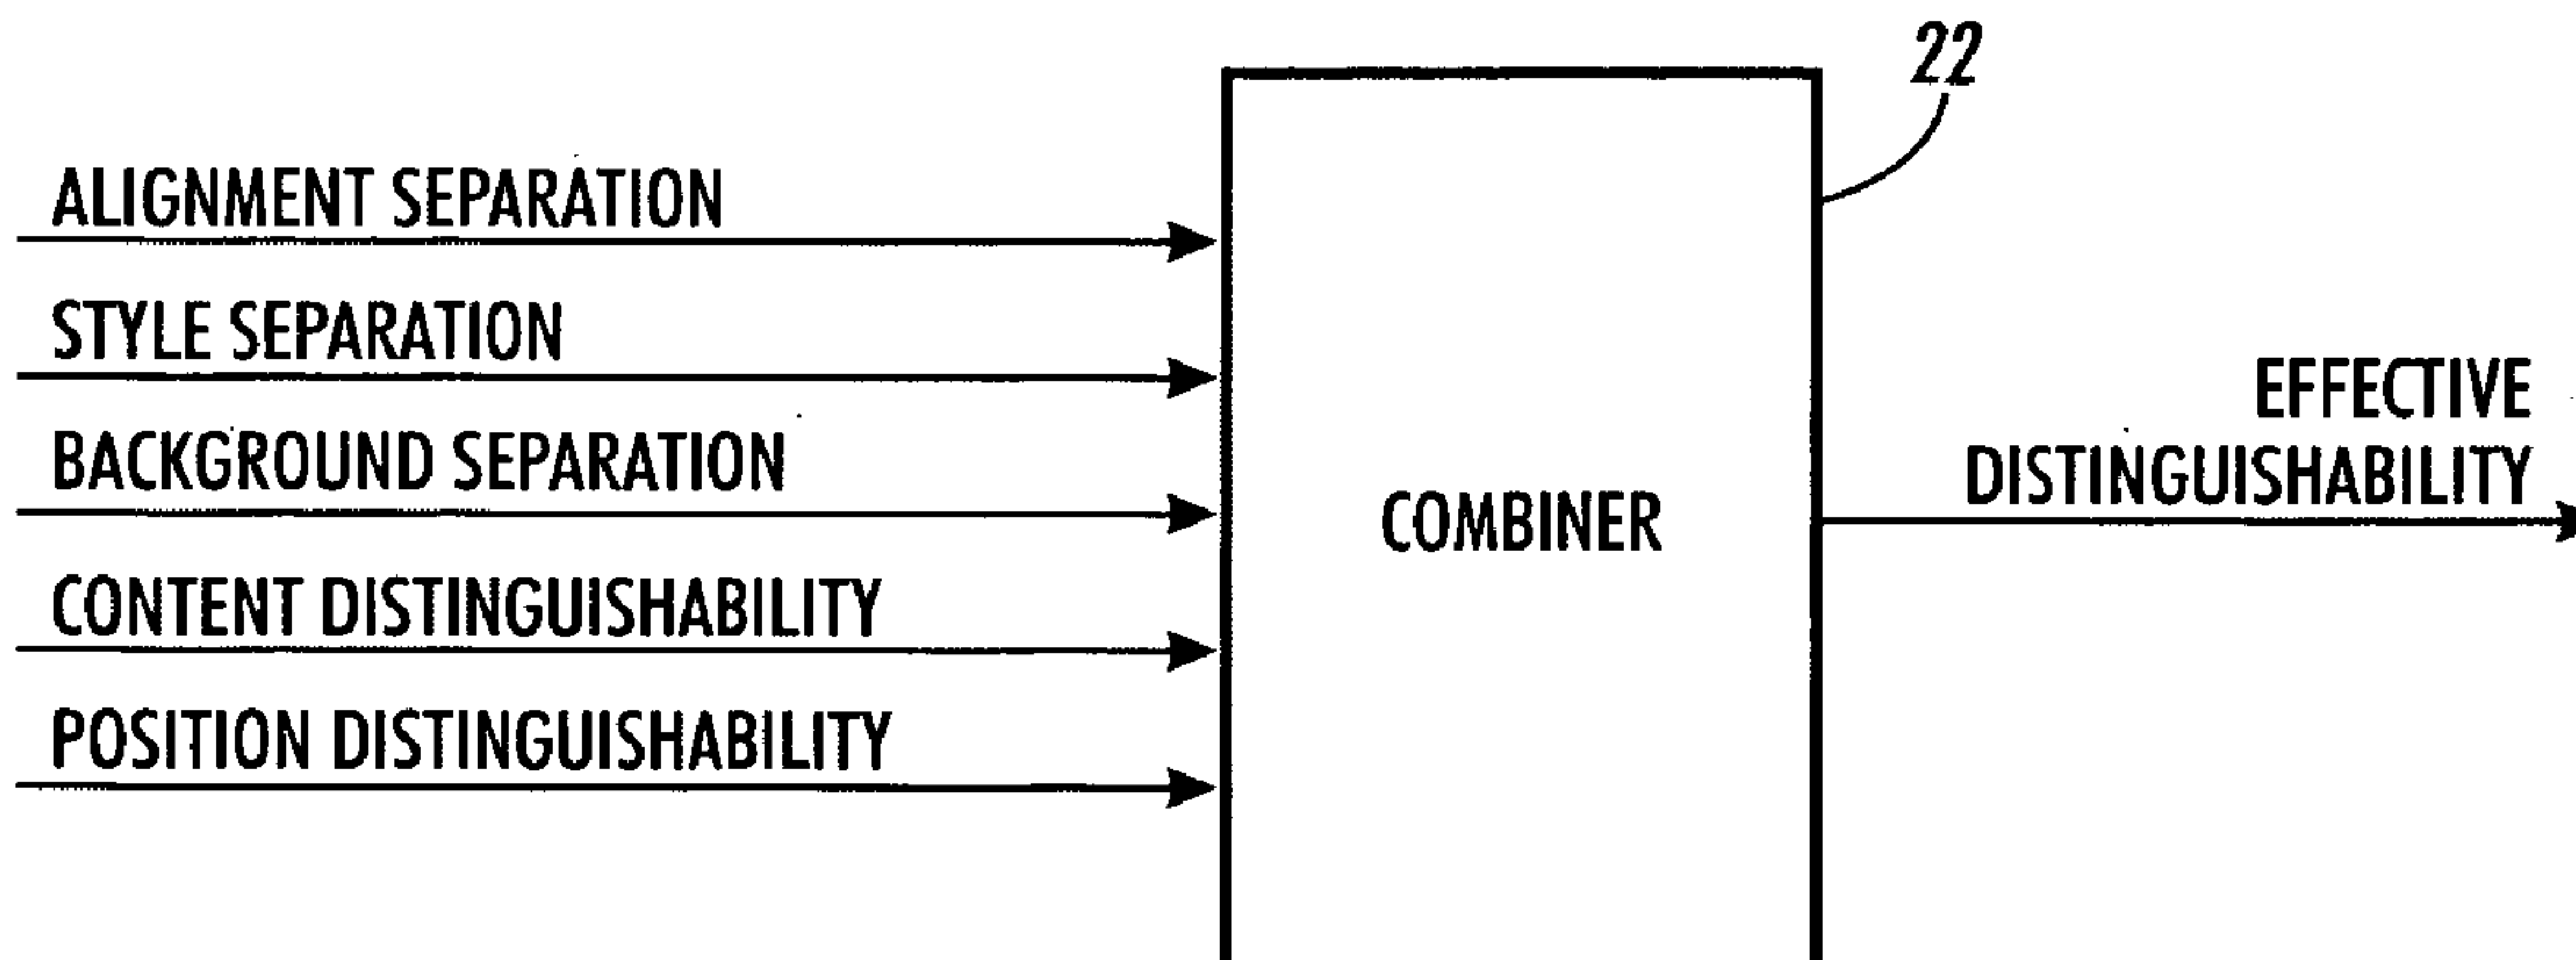 22
ALIGNMENT SEPARATION
STYLE SEPARATION
BACKGROUND SEPARATION
CONTENT DISTINGUISHABILITY
POSITION DISTINGUISHABILITY
COMBINER
EFFECTIVE
DISTINGUISHABILITY